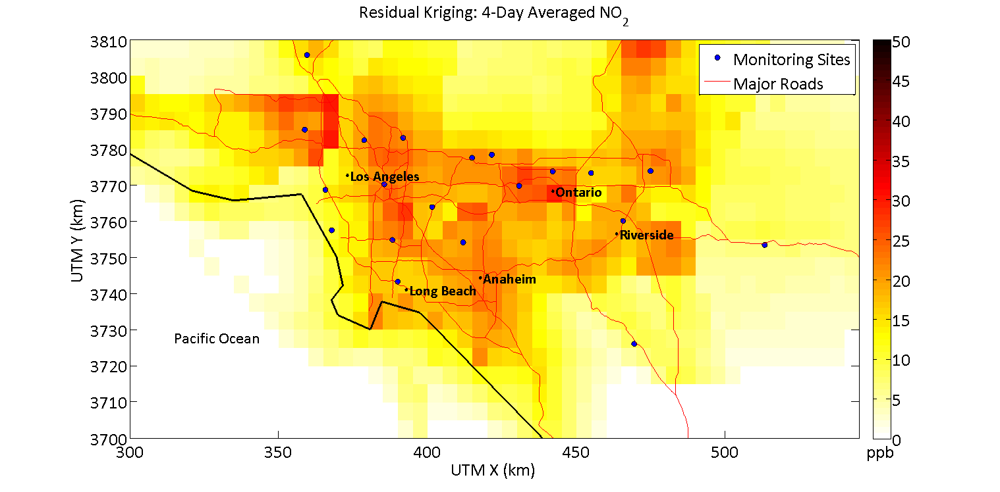 Residual Kriging: 4-Day Averaged NO2
3810
3800
3790
3780
3770
3760
3750
3740
3730
3720
3710
3700
UTM Y (km)
300
350
400
450
500
UTM X (km)
Monitoring Sites
Major Roads
Los Angeles
Ontario
Riverside
Anaheim
Long Beach
Pacific Ocean
50
45
40
35
30
25
20
15
10
5
0
ppb